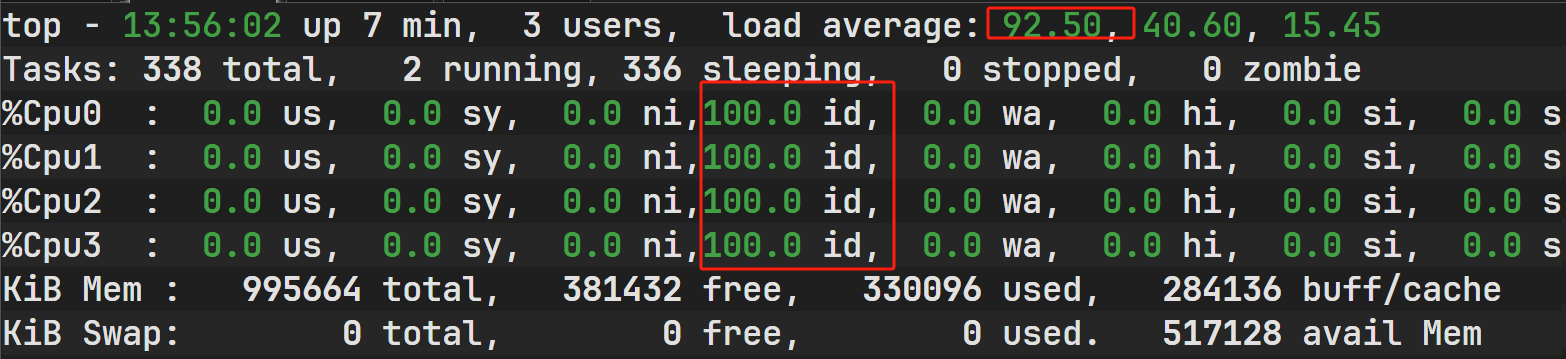 top - 13:56:02 up 7 min,  3 users,  load average: 92.50, 40.60, 15.45
Tasks: 338 total,   2 running, 336 sleeping,   0 stopped,   0 zombie
%Cpu0  :  0.0 us,  0.0 sy,  0.0 ni,100.0 id,  0.0 wa,  0.0 hi,  0.0 si,  0.0 s
%Cpu1  :  0.0 us,  0.0 sy,  0.0 ni,100.0 id,  0.0 wa,  0.0 hi,  0.0 si,  0.0 s
%Cpu2  :  0.0 us,  0.0 sy,  0.0 ni,100.0 id,  0.0 wa,  0.0 hi,  0.0 si,  0.0 s
%Cpu3  :  0.0 us,  0.0 sy,  0.0 ni,100.0 id,  0.0 wa,  0.0 hi,  0.0 si,  0.0 s
KiB Mem :   995664 total,   381432 free,   330096 used,   284136 buff/cache
KiB Swap:        0 total,        0 free,        0 used.   517128 avail Mem